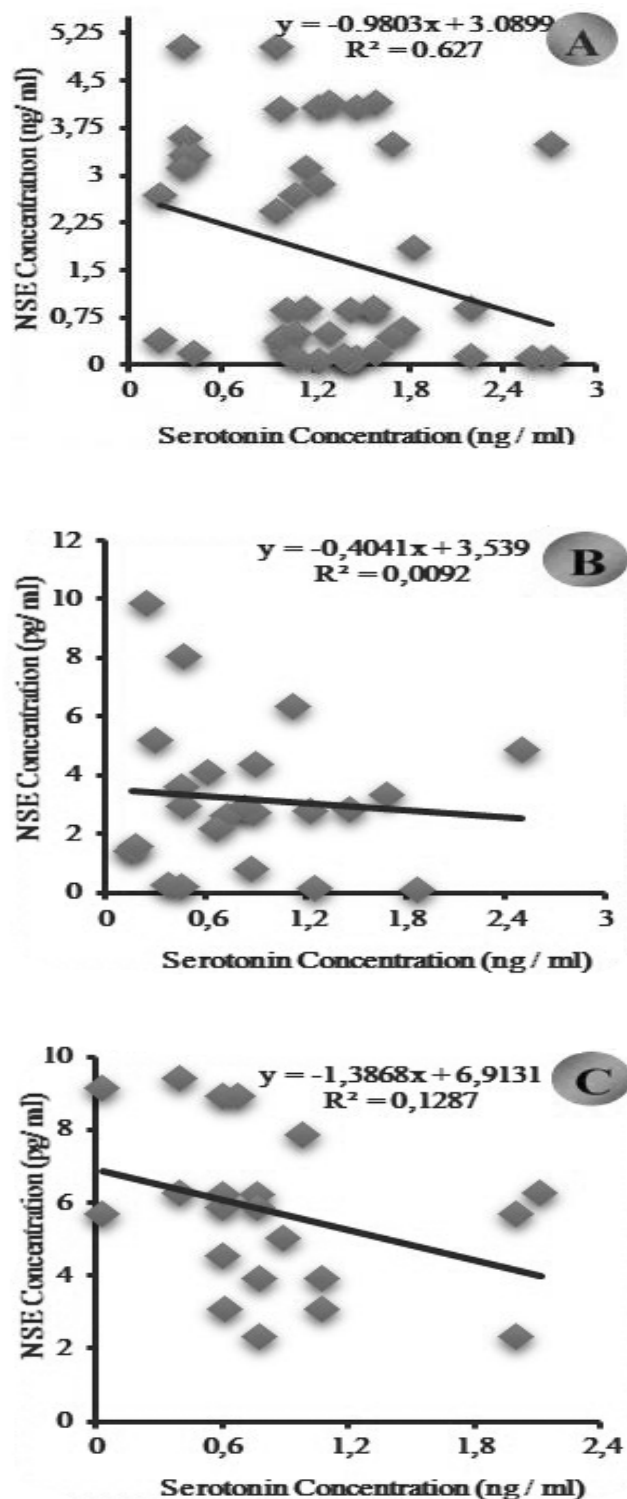 y = -0.9803x + 3.0899
R² = 0.627
A
NSE Concentration (ng/ ml)
5,25
4,5
3,75
3
2,25
1,5
0,75
0
0 0,6 1,2 1,8 2,4 3
Serotonin Concentration (ng / ml)
y = -0,4041x + 3,539
R² = 0,0092
B
NSE Concentration (pg/ ml)
12
10
8
6
4
2
0
0 0,6 1,2 1,8 2,4 3
Serotonin Concentration (ng / ml)
y = -1,3868x + 6,9131
R² = 0,1287
C
NSE Concentration (pg/ ml)
10
8
6
4
2
0
0 0,6 1,2 1,8 2,4
Serotonin Concentration (ng / ml)